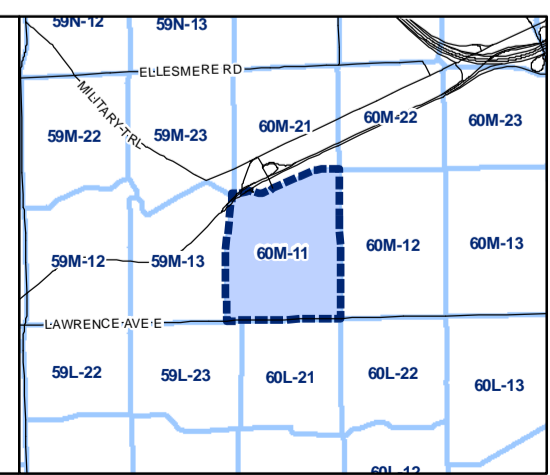 59N-12
59N-13
ELLESMERE RD
MILITARY TRL
59M-22
59M-23
60M-21
60M-22
60M-23
59M-12
59M-13
60M-11
60M-12
60M-13
LAWRENCE AVE E
59L-22
59L-23
60L-21
60L-22
60L-13
60L-12